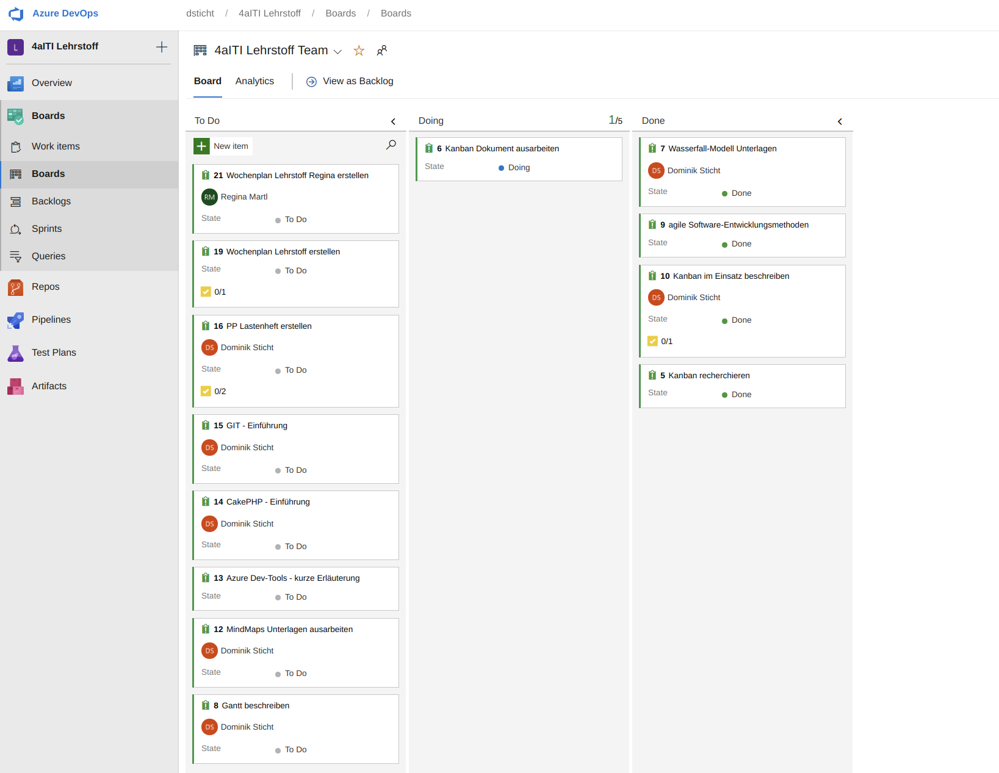 Azure DevOps
dsticht / 4aITI Lehrstoff / Boards / Boards
L 4aITI Lehrstoff
Overview
Boards
Work items
Boards
Backlogs
Sprints
Queries
Repos
Pipelines
Test Plans
Artifacts
4aITI Lehrstoff Team
Board Analytics View as Backlog
To Do
New item
21 Wochenplan Lehrstoff Regina erstellen
RM Regina Martl
State To Do
19 Wochenplan Lehrstoff erstellen
State To Do
0/1
16 PP Lastenheft erstellen
DS Dominik Sticht
State To Do
0/2
15 GIT - Einführung
DS Dominik Sticht
State To Do
14 CakePHP - Einführung
DS Dominik Sticht
State To Do
13 Azure Dev-Tools - kurze Erläuterung
State To Do
12 MindMaps Unterlagen ausarbeiten
DS Dominik Sticht
State To Do
8 Gantt beschreiben
DS Dominik Sticht
State To Do
Doing 1/5
6 Kanban Dokument ausarbeiten
State Doing
Done
7 Wasserfall-Modell Unterlagen
DS Dominik Sticht
State Done
9 agile Software-Entwicklungsmethoden
State Done
10 Kanban im Einsatz beschreiben
DS Dominik Sticht
State Done
0/1
5 Kanban recherchieren
State Done